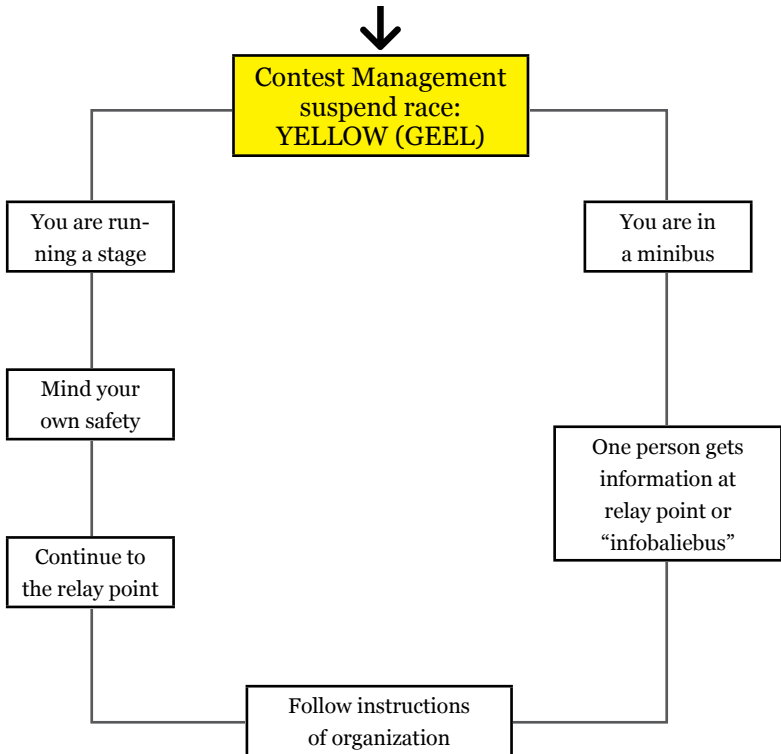 Contest Management
suspend race:
YELLOW (GEEL)
You are run-
ning a stage
Mind your
own safety
Continue to
the relay point
You are in
a minibus
One person gets
information at
relay point or
“infobaliebus”
Follow instructions
of organization